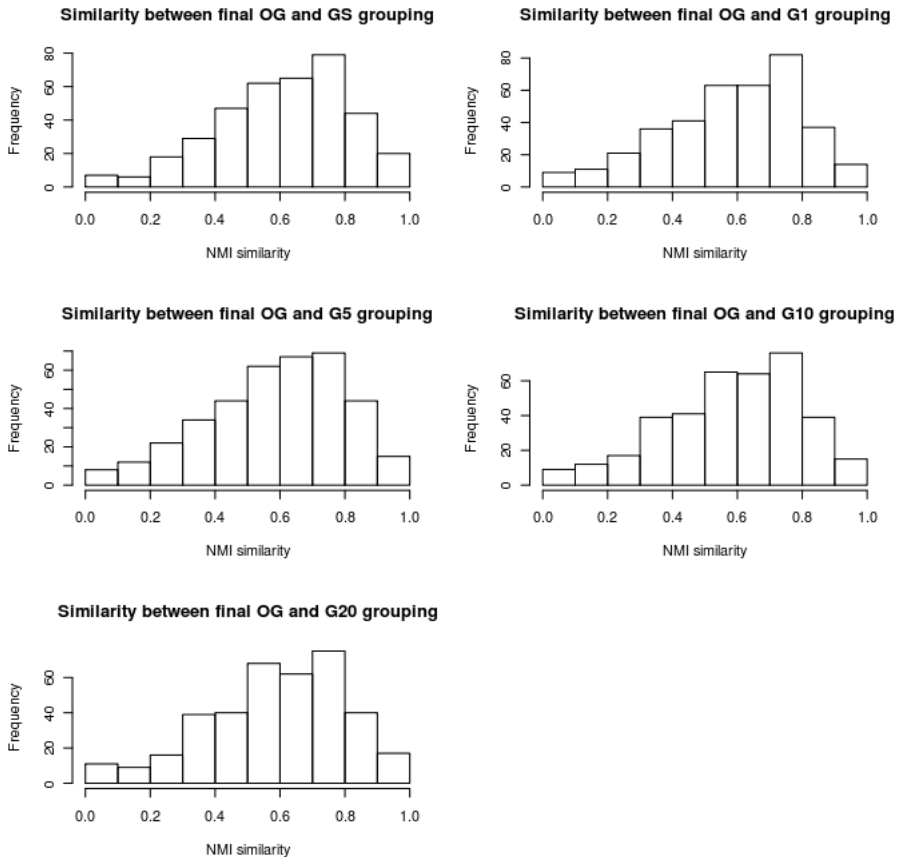 Similarity between final OG and GS grouping
Frequency
0 20 40 60 80
0.0 0.2 0.4 0.6 0.8 1.0
NMI similarity
Similarity between final OG and G1 grouping
Frequency
0 20 40 60 80
0.0 0.2 0.4 0.6 0.8 1.0
NMI similarity
Similarity between final OG and G5 grouping
Frequency
0 20 40 60
0.0 0.2 0.4 0.6 0.8 1.0
NMI similarity
Similarity between final OG and G10 grouping
Frequency
0 20 40 60
0.0 0.2 0.4 0.6 0.8 1.0
NMI similarity
Similarity between final OG and G20 grouping
Frequency
0 20 40 60
0.0 0.2 0.4 0.6 0.8 1.0
NMI similarity